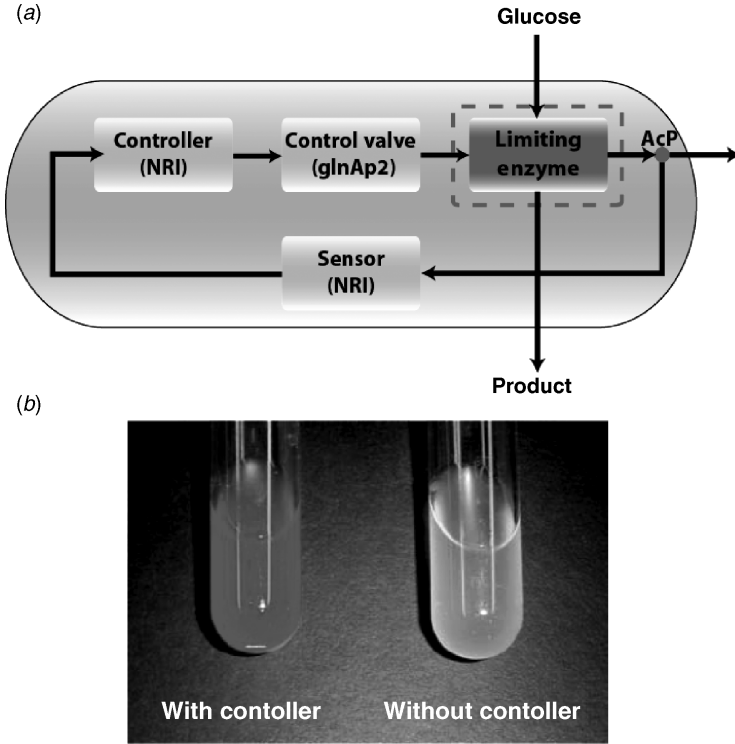 (a)
Glucose
Controller
(NRI)
Control valve
(glnAp2)
Limiting
enzyme
AcP
Sensor
(NRI)
Product
(b)
With contoller
Without contoller